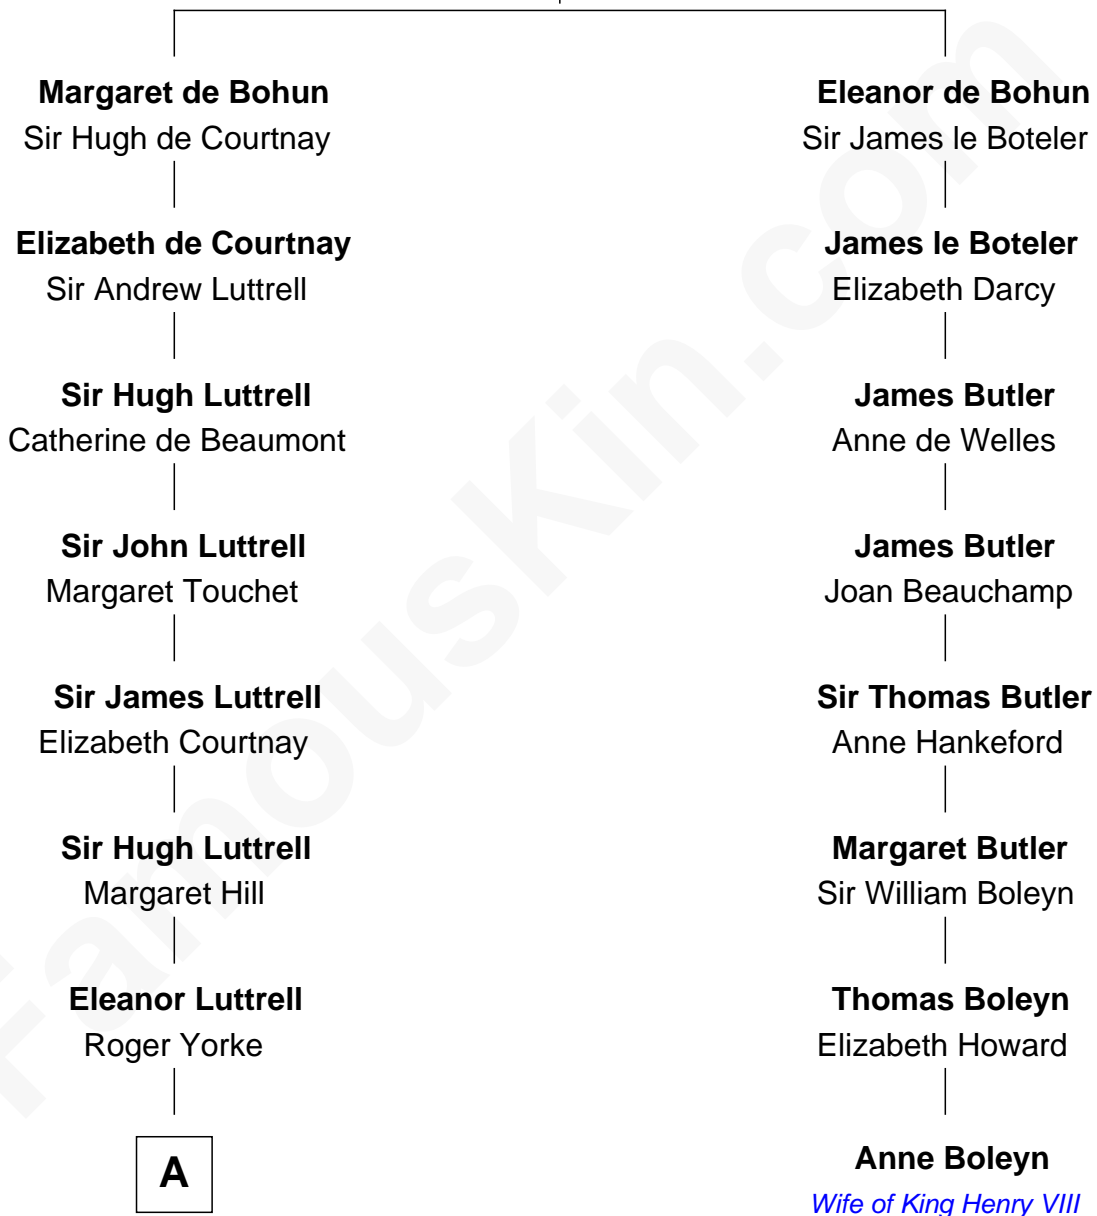 Margaret de Bohun
Sir Hugh de Courtnay
Eleanor de Bohun
Sir James le Boteler
Elizabeth de Courtnay
Sir Andrew Luttrell
James le Boteler
Elizabeth Darcy
Sir Hugh Luttrell
Catherine de Beaumont
James Butler
Anne de Welles
Sir John Luttrell
Margaret Touchet
James Butler
Joan Beauchamp
Sir James Luttrell
Elizabeth Courtnay
Sir Thomas Butler
Anne Hankeford
Sir Hugh Luttrell
Margaret Hill
Margaret Butler
Sir William Boleyn
Eleanor Luttrell
Roger Yorke
Thomas Boleyn
Elizabeth Howard
A
Anne Boleyn
Wife of King Henry VIII
FamousKin.com